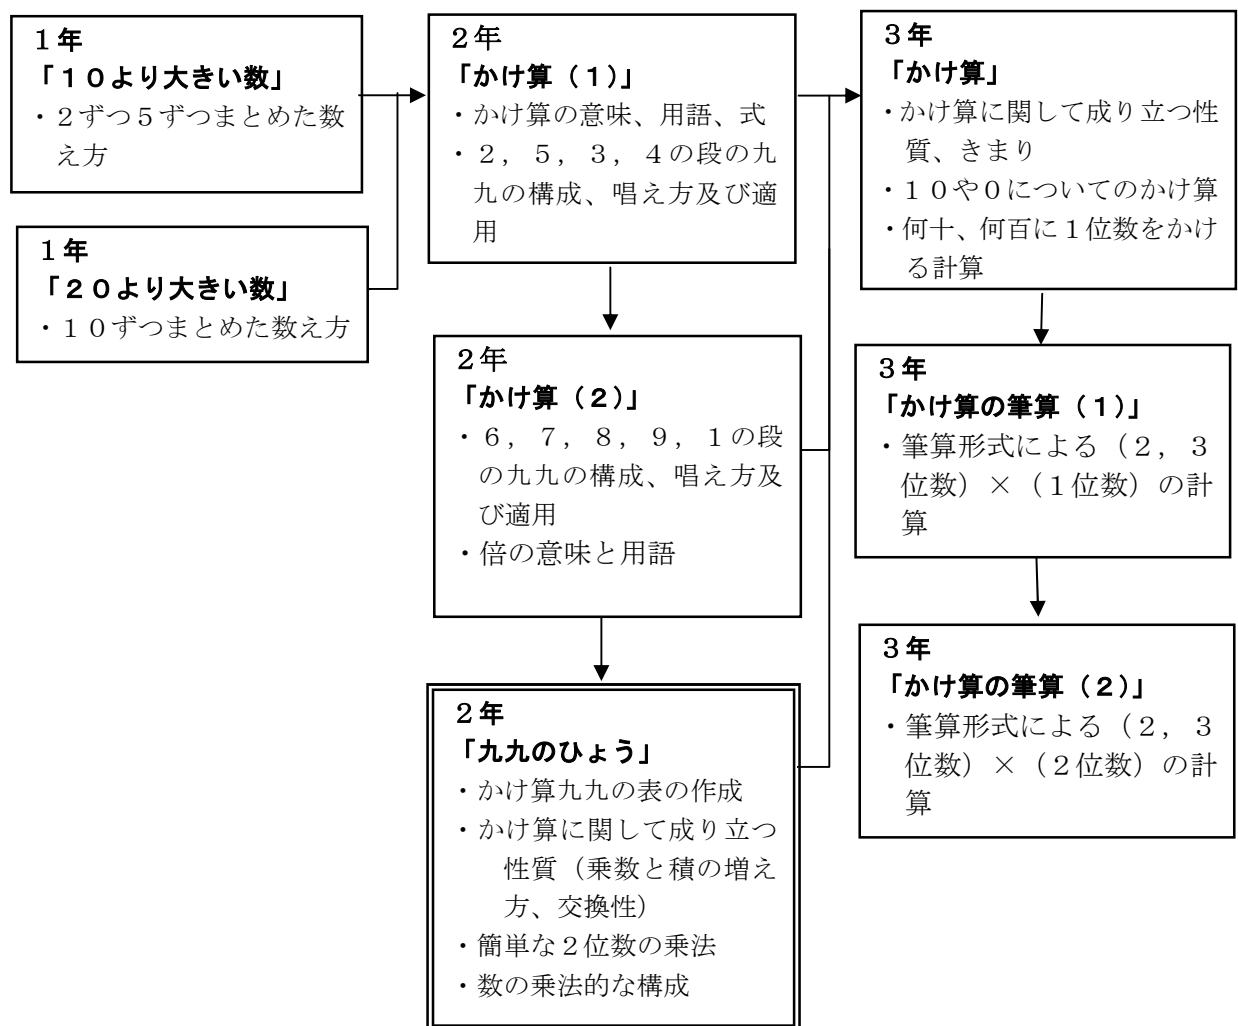 １年
「１０より大きい数」
・２ずつ５ずつまとめた数
え方
１年
「２０より大きい数」
・１０ずつまとめた数え方
２年
「かけ算（１）」
・かけ算の意味、用語、式
・２，５，３，４の段の九
九の構成、唱え方及び適
用
２年
「かけ算（２）」
・６，７，８，９，１の段
の九九の構成、唱え方及
び適用
・倍の意味と用語
２年
「九九のひょう」
・かけ算九九の表の作成
・かけ算に関して成り立つ
性質（乗数と積の増え
方、交換性）
・簡単な２位数の乗法
・数の乗法的な構成
３年
「かけ算」
・かけ算に関して成り立つ性
質、きまり
・１０や０についてのかけ算
・何十、何百に１位数をかけ
る計算
３年
「かけ算の筆算（１）」
・筆算形式による（２，３
位数）×（１位数）の計
算
３年
「かけ算の筆算（２）」
・筆算形式による（２，３
位数）×（２位数）の計
算